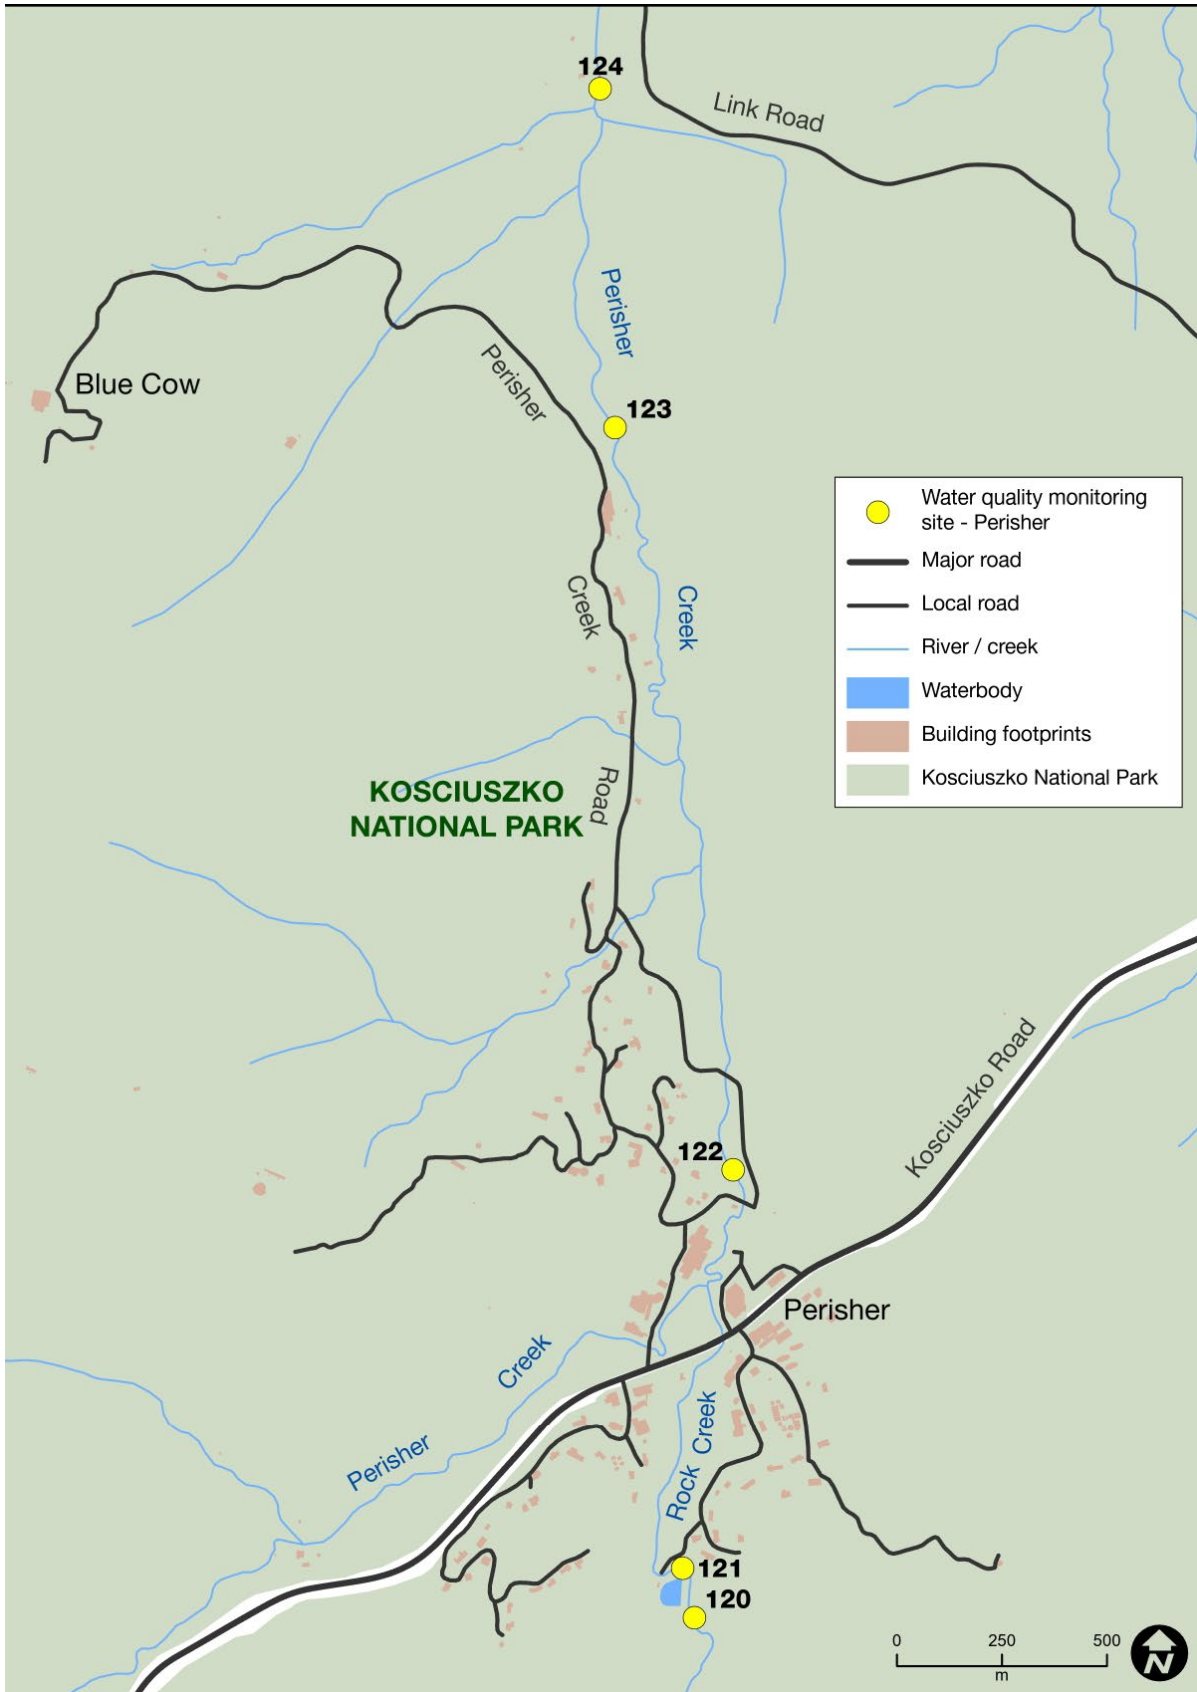 124
Link Road
Perisher
Blue Cow
Perisher
123
Water quality monitoring
site - Perisher
Major road
Local road
River / creek
Waterbody
Building footprints
Kosciuszko National Park
Creek
Creek
Road
KOSCIUSZKO
NATIONAL PARK
Kosciuszko Road
122
Perisher
Creek
Perisher
Rock Creek
121
120
0 250 500
m
N